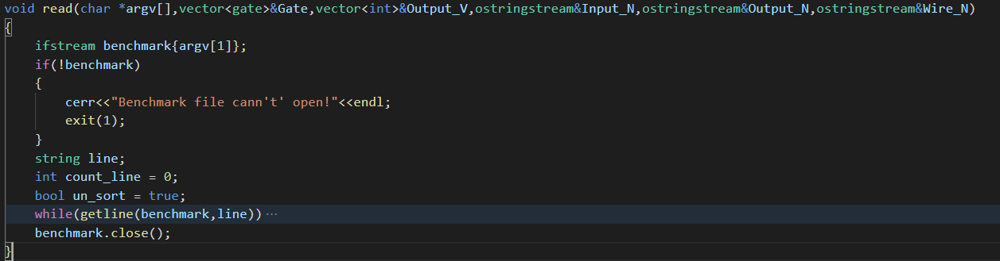 void read(char *argv[],vector<gate>&Gate,vector<int>&Output_V,ostringstream&Input_N,ostringstream&Output_N,ostringstream&Wire_N)
{
    ifstream benchmark{argv[1]};
    if(!benchmark)
    {
        cerr<<"Benchmark file cann't' open!"<<endl;
        exit(1);
    }
    string line;
    int count_line = 0;
    bool un_sort = true;
    while(getline(benchmark,line))···
    benchmark.close();
}